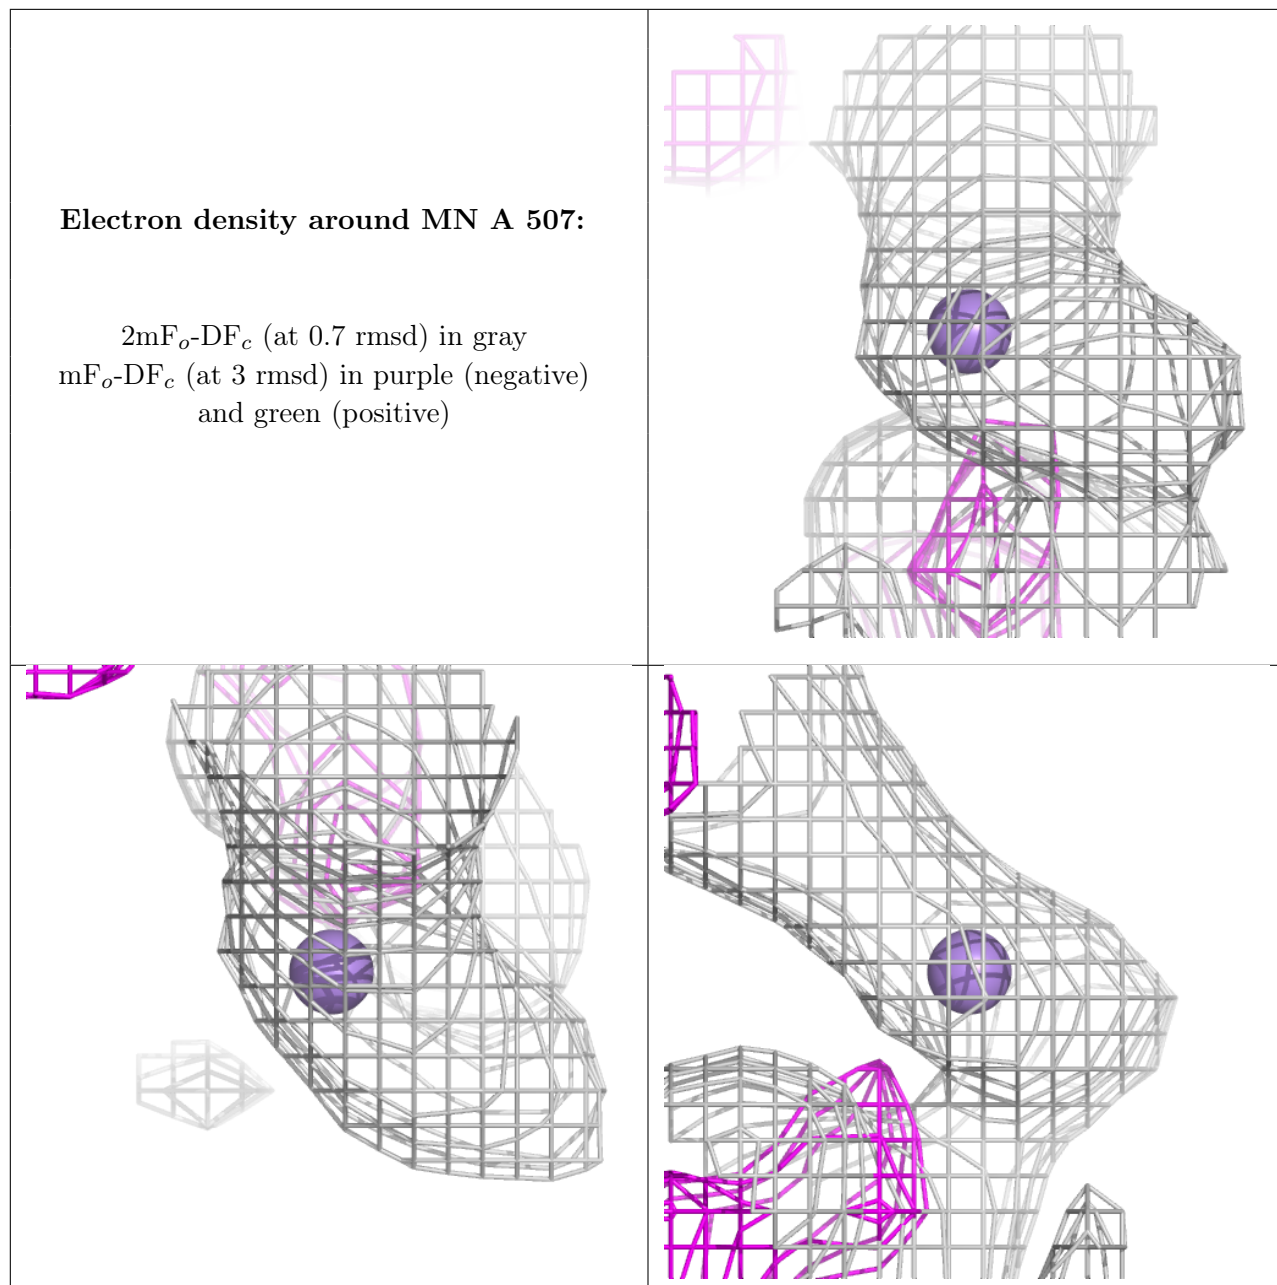 Electron density around MN A 507:
2mFo-DFc (at 0.7 rmsd) in gray
mFo-DFc (at 3 rmsd) in purple (negative)
and green (positive)